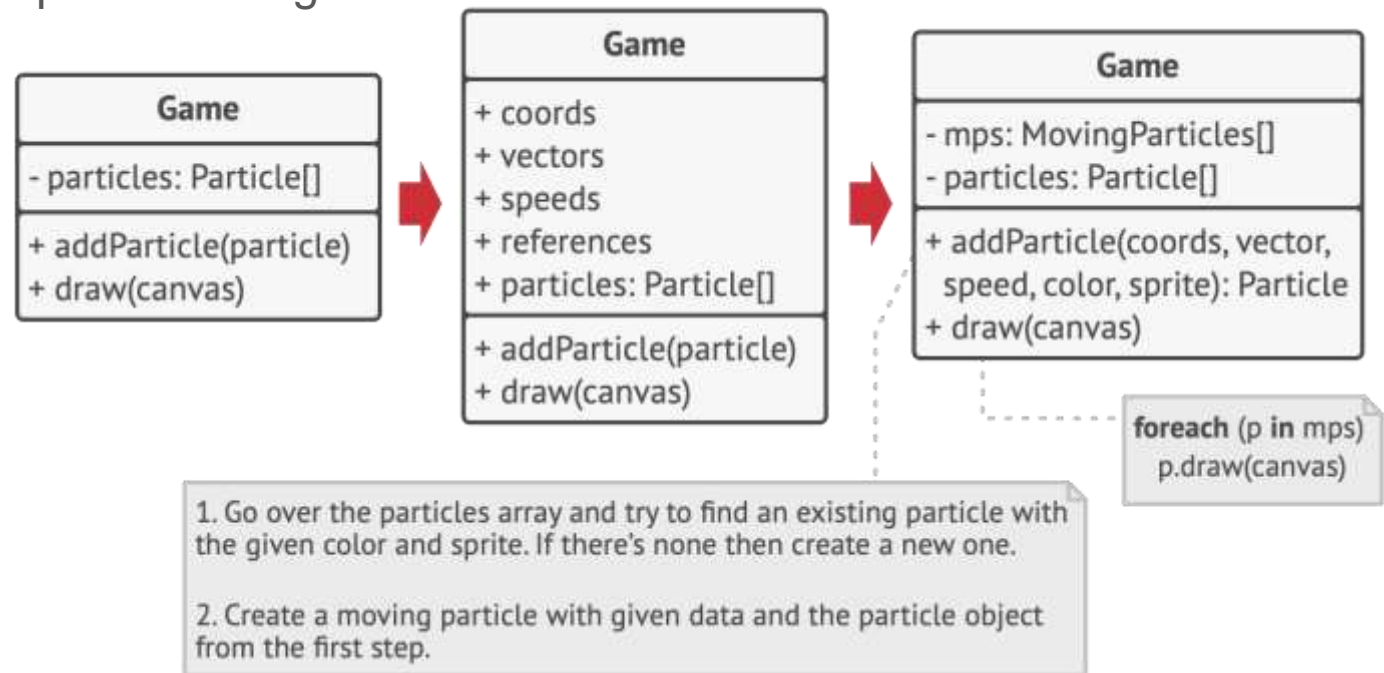 Game
- particles: Particle[]
+ addParticle(particle)
+ draw(canvas)
Game
+ coords
+ vectors
+ speeds
+ references
+ particles: Particle[]
+ addParticle(particle)
+ draw(canvas)
Game
- mps: MovingParticles[]
- particles: Particle[]
+ addParticle(coords, vector,
speed, color, sprite): Particle
+ draw(canvas)
foreach (p in mps)
p.draw(canvas)
1. Go over the particles array and try to find an existing particle with
the given color and sprite. If there's none then create a new one.
2. Create a moving particle with given data and the particle object
from the first step.